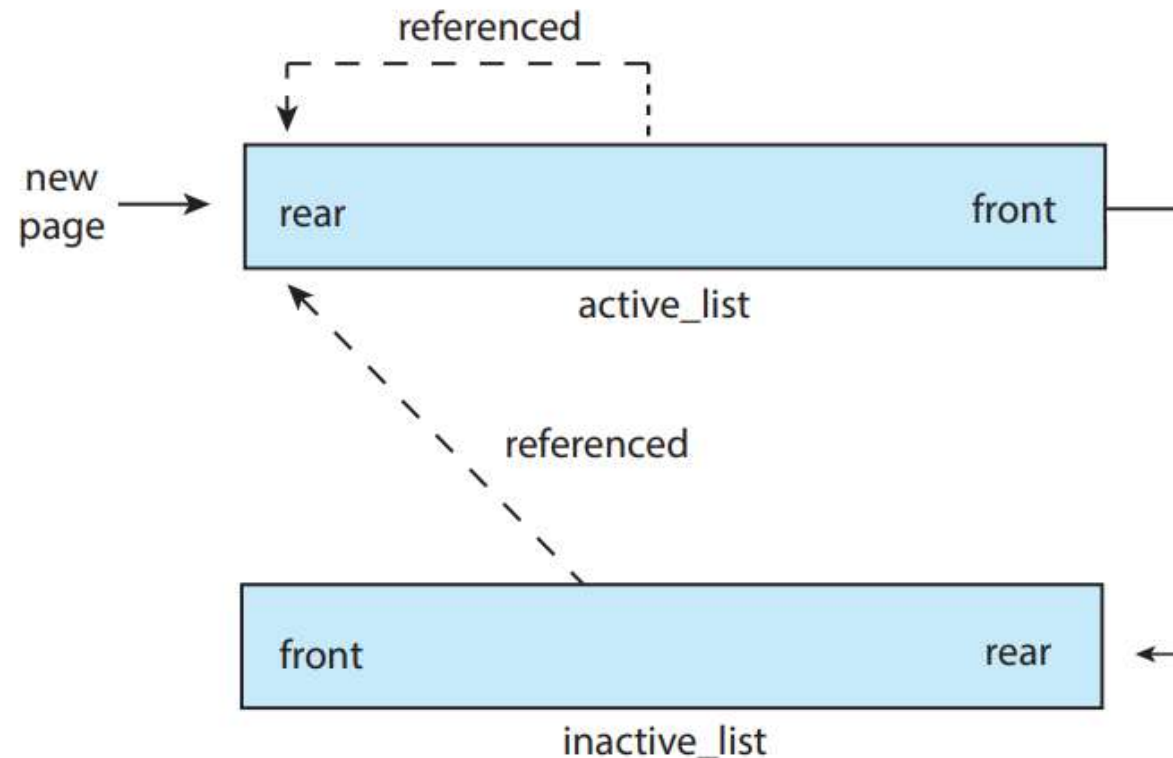 referenced
new
page
rear
front
active_list
referenced
front
rear
inactive_list